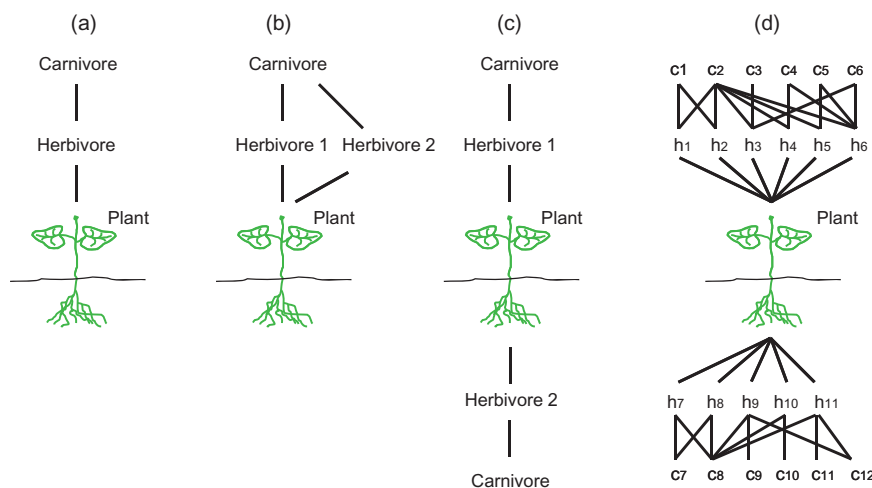 (a) (b) (c) (d)
Carnivore Carnivore Carnivore c1 c2 c3 c4 c5 c6
Herbivore Herbivore 1 Herbivore 2 Herbivore 1 h1 h2 h3 h4 h5 h6
Plant Plant Plant Plant
Herbivore 2 h7 h8 h9 h10 h11
Carnivore c7 c8 c9 c10 c11 c12